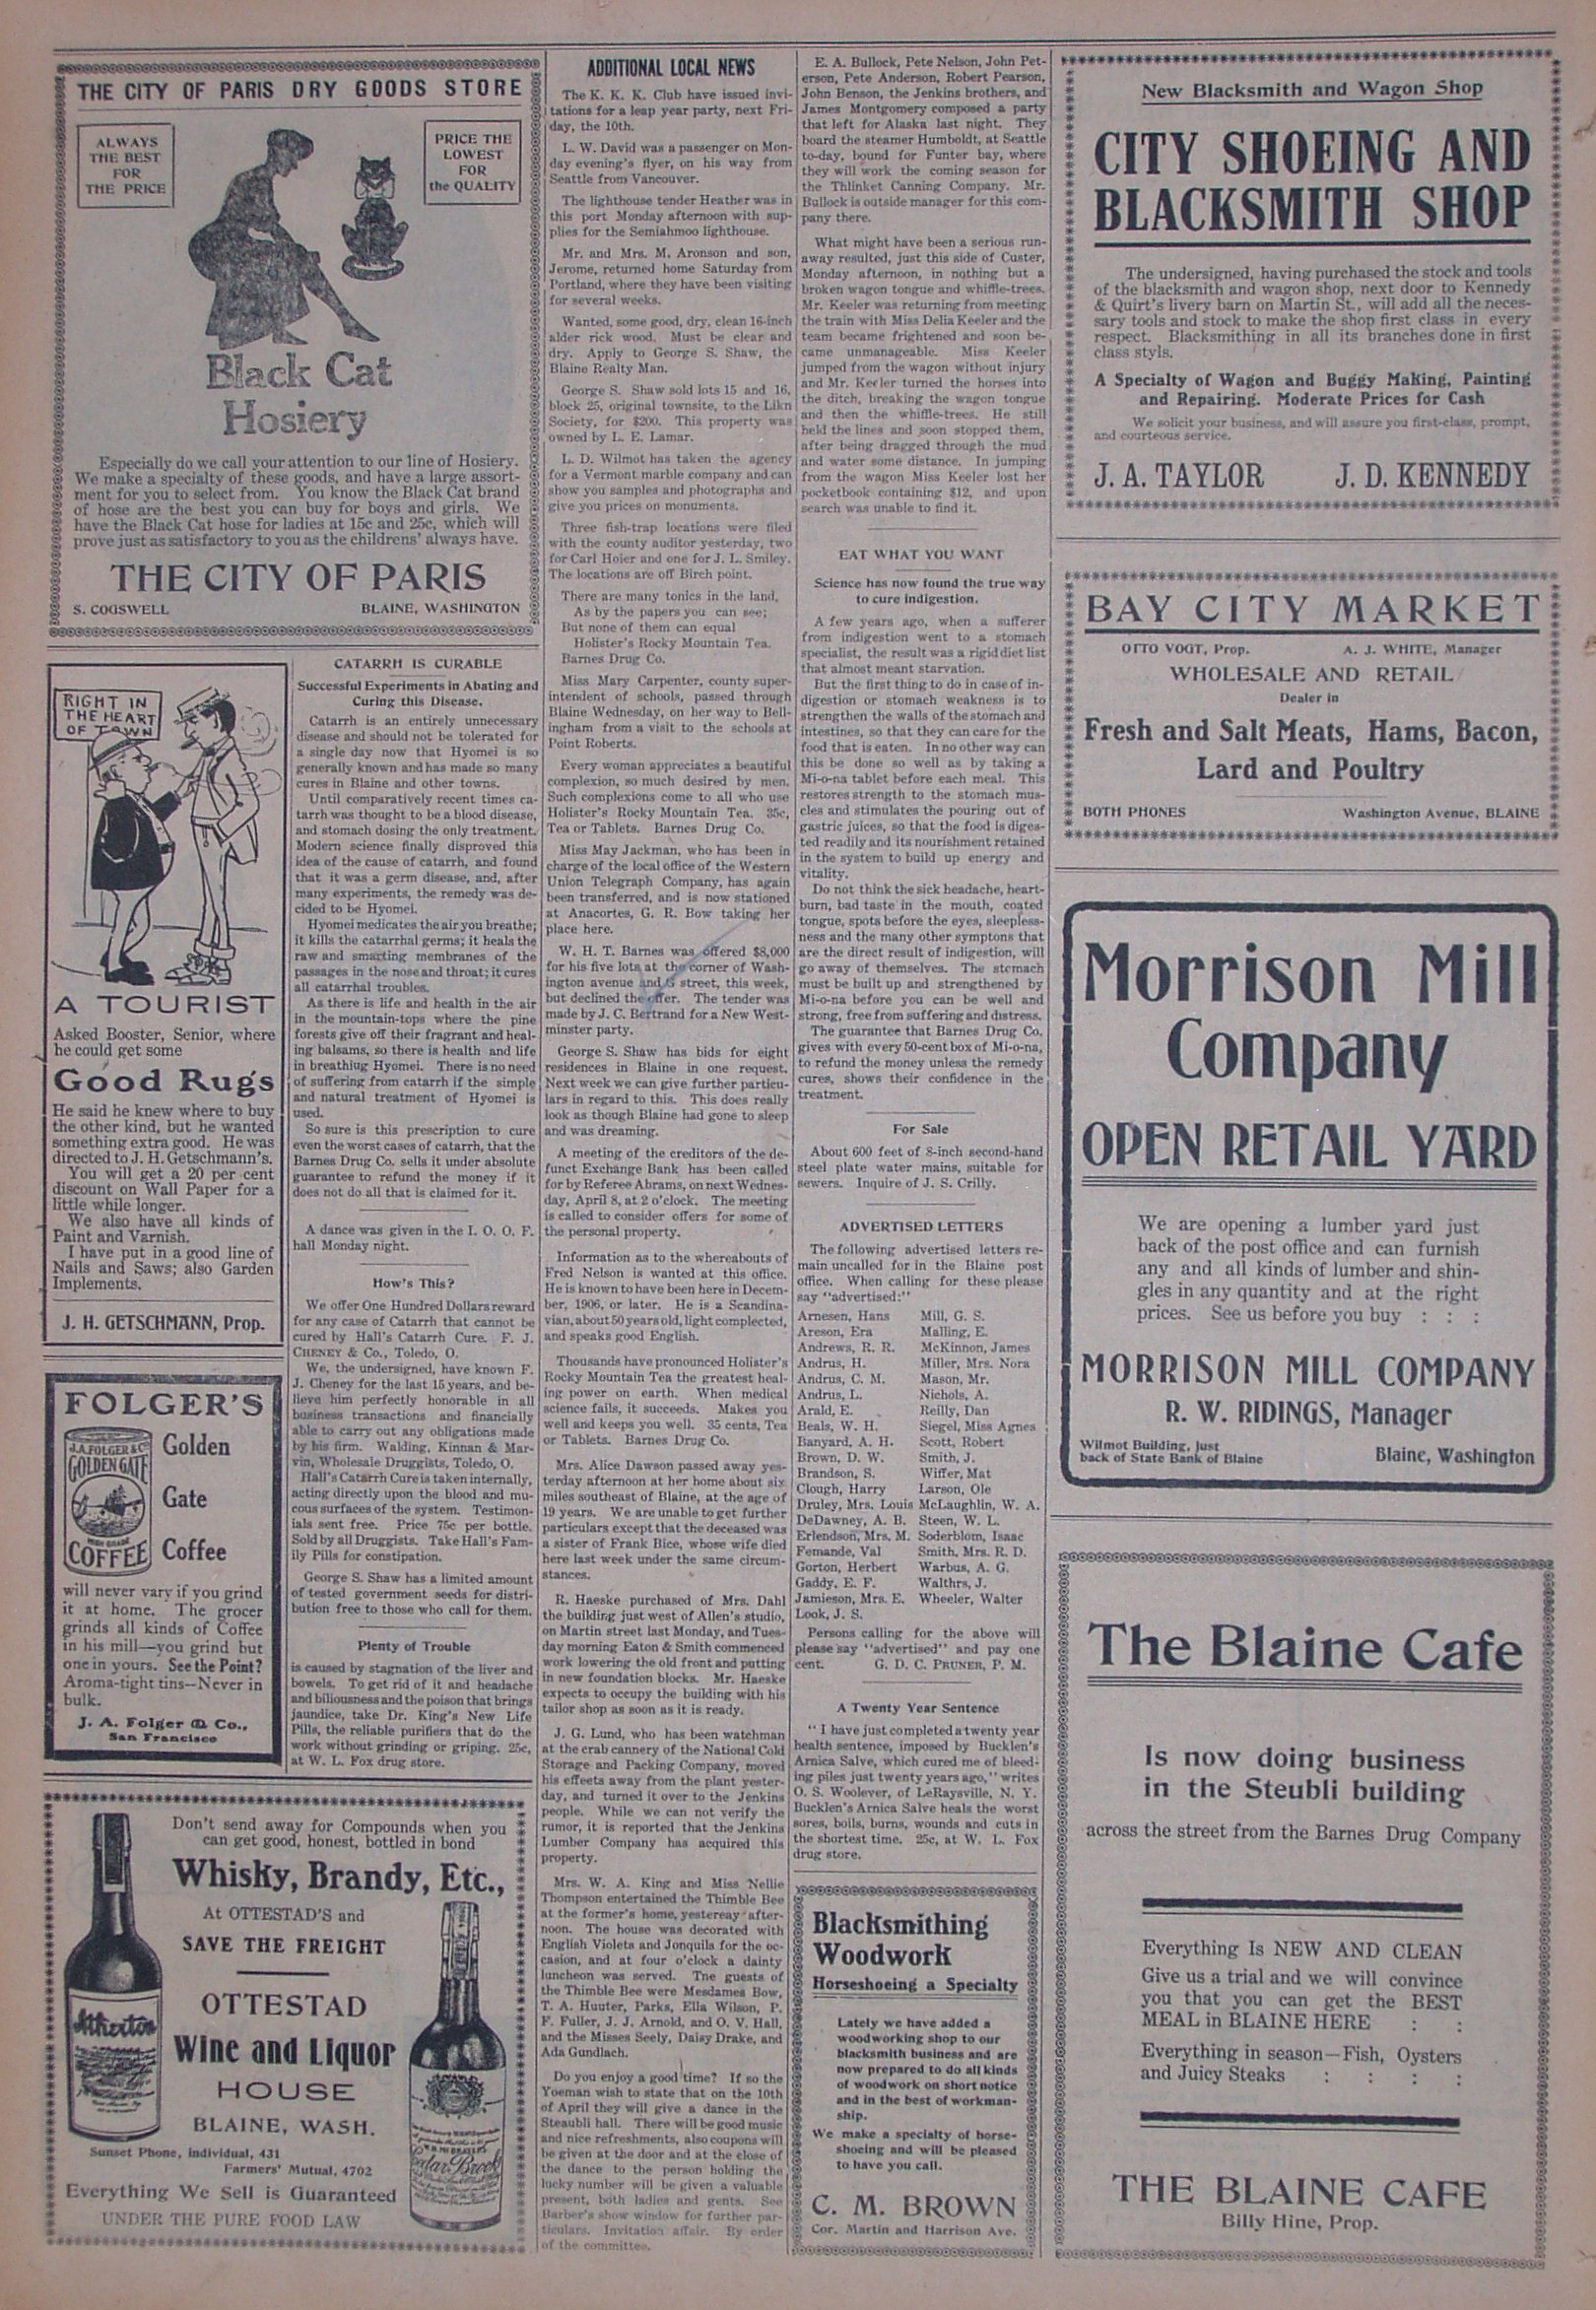 THE CITY OF PARIS DRY GOODS STORE
ALWAYS
THE BEST
FOR
THE PRICE
PRICE THE
LOWEST
FOR
the QUALITY
Black Cat
Hosiery
Especially do we call your attention to our line of Hosiery.
We make a specialty of these goods, and have a large assort-
ment for you to select from. You know the Black Cat brand
of hose are the best you can buy for boys and girls. We
have the Black Cat hose for ladies at 15c and 25c, which will
prove just as satisfactory to you as the childrens' always have.
THE CITY OF PARIS
S. COGSWELL BLAINE, WASHINGTON
RIGHT IN
THE HEART
OF TOWN
A TOURIST
Asked Booster, Senior, where
he could get some
Good Rugs
He said he knew where to buy
the other kind, but he wanted
something extra good. He was
directed to J. H. Getschmann's.
You will get a 20 per cent
discount on Wall Paper for a
little while longer.
We also have all kinds of
Paint and Varnish.
I have put in a good line of
Nails and Saws; also Garden
Implements.
J. H. GETSCHMANN, Prop.
FOLGER'S
J.A. FOLGER & CO
GOLDEN GATE
HIGH GRADE
COFFEE
Golden
Gate
Coffee
will never vary if you grind
it at home. The grocer
grinds all kinds of Coffee
in his mill—you grind but
one in yours. See the Point?
Aroma-tight tins—Never in
bulk.
J. A. Folger & Co.,
San Francisco
CATARRH IS CURABLE
Successful Experiments in Abating and
Curing this Disease.
Catarrh is an entirely unnecessary
disease and should not be tolerated for
a single day now that Hyomei is so
generally known and has made so many
cures in Blaine and other towns.
Until comparatively recent times ca-
tarrh was thought to be a blood disease,
and stomach dosing the only treatment.
Modern science finally disproved this
idea of the cause of catarrh, and found
that it was a germ disease, and, after
many experiments, the remedy was de-
cided to be Hyomei.
Hyomei medicates the air you breathe;
it kills the catarrhal germs; it heals the
raw and smarting membranes of the
passages in the nose and throat; it cures
all catarrhal troubles.
As there is life and health in the air
in the mountain-tops where the pine
forests give off their fragrant and heal-
ing balsams, so there is health and life
in breathiug Hyomei. There is no need
of suffering from catarrh if the simple
and natural treatment of Hyomei is
used.
So sure is this prescription to cure
even the worst cases of catarrh, that the
Barnes Drug Co. sells it under absolute
guarantee to refund the money if it
does not do all that is claimed for it.
A dance was given in the I. O. O. F.
hall Monday night.
How's This?
We offer One Hundred Dollars reward
for any case of Catarrh that cannot be
cured by Hall's Catarrh Cure. F. J.
CHENEY & Co., Toledo, O.
We, the undersigned, have known F.
J. Cheney for the last 15 years, and be-
lieve him perfectly honorable in all
business transactions and financially
able to carry out any obligations made
by his firm. Walding, Kinnan & Mar-
vin, Wholesale Druggists, Toledo, O.
Hall's Catarrh Cure is taken internally,
acting directly upon the blood and mu-
cous surfaces of the system. Testimon-
ials sent free. Price 75c per bottle.
Sold by all Druggists. Take Hall's Fam-
ily Pills for constipation.
George S. Shaw has a limited amount
of tested government seeds for distri-
bution free to those who call for them.
Plenty of Trouble
is caused by stagnation of the liver and
bowels. To get rid of it and headache
and biliousness and the poison that brings
jaundice, take Dr. King's New Life
Pills, the reliable purifiers that do the
work without grinding or griping. 25c,
at W. L. Fox drug store.
Don't send away for Compounds when you
can get good, honest, bottled in bond
Whisky, Brandy, Etc.,
At OTTESTAD'S and
SAVE THE FREIGHT
OTTESTAD
Wine and Liquor
HOUSE
BLAINE, WASH.
Sunset Phone, individual, 431
Farmers' Mutual, 4702
Everything We Sell is Guaranteed
UNDER THE PURE FOOD LAW
Atherton
Cedar Brook
ADDITIONAL LOCAL NEWS
The K. K. K. Club have issued invi-
tations for a leap year party, next Fri-
day, the 10th.
L. W. David was a passenger on Mon-
day evening's flyer, on his way from
Seattle from Vancouver.
The lighthouse tender Heather was in
this port Monday afternoon with sup-
plies for the Semiahmoo lighthouse.
Mr. and Mrs. M. Aronson and son,
Jerome, returned home Saturday from
Portland, where they have been visiting
for several weeks.
Wanted, some good, dry, clean 16-inch
alder rick wood. Must be clear and
dry. Apply to George S. Shaw, the
Blaine Realty Man.
George S. Shaw sold lots 15 and 16,
block 25, original townsite, to the Likn
Society, for $200. This property was
owned by L. E. Lamar.
L. D. Wilmot has taken the agency
for a Vermont marble company and can
show you samples and photographs and
give you prices on monuments.
Three fish-trap locations were filed
with the county auditor yesterday, two
for Carl Hoier and one for J. L. Smiley.
The locations are off Birch point.
There are many tonics in the land,
As by the papers you can see;
But none of them can equal
Holister's Rocky Mountain Tea.
Barnes Drug Co.
Miss Mary Carpenter, county super-
intendent of schools, passed through
Blaine Wednesday, on her way to Bell-
ingham from a visit to the schools at
Point Roberts.
Every woman appreciates a beautiful
complexion, so much desired by men.
Such complexions come to all who use
Holister's Rocky Mountain Tea. 35c,
Tea or Tablets. Barnes Drug Co.
Miss May Jackman, who has been in
charge of the local office of the Western
Union Telegraph Company, has again
been transferred, and is now stationed
at Anacortes, G. R. Bow taking her
place here.
W. H. T. Barnes was offered $8,000
for his five lots at the corner of Wash-
ington avenue and G street, this week,
but declined the offer. The tender was
made by J. C. Bertrand for a New West-
minster party.
George S. Shaw has bids for eight
residences in Blaine in one request.
Next week we can give further particu-
lars in regard to this. This does really
look as though Blaine had gone to sleep
and was dreaming.
A meeting of the creditors of the de-
funct Exchange Bank has been called
for by Referee Abrams, on next Wednes-
day, April 8, at 2 o'clock. The meeting
is called to consider offers for some of
the personal property.
Information as to the whereabouts of
Fred Nelson is wanted at this office.
He is known to have been here in Decem-
ber, 1906, or later. He is a Scandina-
vian, about 50 years old, light complected,
and speaks good English.
Thousands have pronounced Holister's
Rocky Mountain Tea the greatest heal-
ing power on earth. When medical
science fails, it succeeds. Makes you
well and keeps you well. 35 cents, Tea
or Tablets. Barnes Drug Co.
Mrs. Alice Dawson passed away yes-
terday afternoon at her home about six
miles southeast of Blaine, at the age of
19 years. We are unable to get further
particulars except that the deceased was
a sister of Frank Bice, whose wife died
here last week under the same circum-
stances.
R. Haeske purchased of Mrs. Dahl
the building just west of Allen's studio,
on Martin street last Monday, and Tues-
day morning Eaton & Smith commenced
work lowering the old front and putting
in new foundation blocks. Mr. Haeske
expects to occupy the building with his
tailor shop as soon as it is ready.
J. G. Lund, who has been watchman
at the crab cannery of the National Cold
Storage and Packing Company, moved
his effects away from the plant yester-
day, and turned it over to the Jenkins
people. While we can not verify the
rumor, it is reported that the Jenkins
Lumber Company has acquired this
property.
Mrs. W. A. King and Miss Nellie
Thompson entertained the Thimble Bee
at the former's home, yestereay after-
noon. The house was decorated with
English Violets and Jonquils for the oc-
casion, and at four o'clock a dainty
luncheon was served. Tne guests of
the Thimble Bee were Mesdames Bow,
T. A. Hunter, Parks, Ella Wilson, P.
F. Fuller, J. J. Arnold, and O. V. Hall,
and the Misses Seely, Daisy Drake, and
Ada Gundlach.
Do you enjoy a good time? If so the
Yoeman wish to state that on the 10th
of April they will give a dance in the
Steaubli hall. There will be good music
and nice refreshments, also coupons will
be given at the door and at the close of
the dance to the person holding the
lucky number will be given a valuable
present, both ladies and gents. See
Barber's show window for further par-
ticulars. Invitation affair. By order
of the committee.
E. A. Bullock, Pete Nelson, John Pet-
erson, Pete Anderson, Robert Pearson,
John Benson, the Jenkins brothers, and
James Montgomery composed a party
that left for Alaska last night. They
board the steamer Humboldt, at Seattle
to-day, bound for Funter bay, where
they will work the coming season for
the Thlinket Canning Company. Mr.
Bullock is outside manager for this com-
pany there.
What might have been a serious run-
away resulted, just this side of Custer,
Monday afternoon, in nothing but a
broken wagon tongue and whiffle-trees.
Mr. Keeler was returning from meeting
the train with Miss Delia Keeler and the
team became frightened and soon be-
came unmanageable. Miss Keeler
jumped from the wagon without injury
and Mr. Keeler turned the horses into
the ditch, breaking the wagon tongue
and then the whiffle-trees. He still
held the lines and soon stopped them,
after being dragged through the mud
and water some distance. In jumping
from the wagon Miss Keeler lost her
pocketbook containing $12, and upon
search was unable to find it.
EAT WHAT YOU WANT
Science has now found the true way
to cure indigestion.
A few years ago, when a sufferer
from indigestion went to a stomach
specialist, the result was a rigid diet list
that almost meant starvation.
But the first thing to do in case of in-
digestion or stomach weakness is to
strengthen the walls of the stomach and
intestines, so that they can care for the
food that is eaten. In no other way can
this be done so well as by taking a
Mi-o-na tablet before each meal. This
restores strength to the stomach mus-
cles and stimulates the pouring out of
gastric juices, so that the food is diges-
ted readily and its nourishment retained
in the system to build up energy and
vitality.
Do not think the sick headache, heart-
burn, bad taste in the mouth, coated
tongue, spots before the eyes, sleepless-
ness and the many other symptons that
are the direct result of indigestion, will
go away of themselves. The stomach
must be built up and strengthened by
Mi-o-na before you can be well and
strong, free from suffering and distress.
The guarantee that Barnes Drug Co.
gives with every 50-cent box of Mi-o-na,
to refund the money unless the remedy
cures, shows their confidence in the
treatment.
For Sale
About 600 feet of 8-inch second-hand
steel plate water mains, suitable for
sewers. Inquire of J. S. Crilly.
ADVERTISED LETTERS
The following advertised letters re-
main uncalled for in the Blaine post
office. When calling for these please
say "advertised:"
Arnesen, Hans Mill, G. S.
Areson, Era Malling, E.
Andrews, R. R. McKinnon, James
Andrus, H. Miller, Mrs. Nora
Andrus, C. M. Mason, Mr.
Andrus, L. Nichols, A.
Arald, E. Reilly, Dan
Beals, W. H. Siegel, Miss Agnes
Banyard, A. H. Scott, Robert
Brown, D. W. Smith, J.
Brandson, S. Wiffer, Mat
Clough, Harry Larson, Ole
Druley, Mrs. Louis McLaughlin, W. A.
DeDawney, A. B. Steen, W. L.
Erlendson, Mrs. M. Soderblom, Isaac
Femande, Val Smith, Mrs. R. D.
Gorton, Herbert Warbus, A. G.
Gaddy, E. F. Walthrs, J.
Jamieson, Mrs. E. Wheeler, Walter
Look, J. S.
Persons calling for the above will
please say "advertised" and pay one
cent. G. D. C. PRUNER, P. M.
A Twenty Year Sentence
"I have just completed a twenty year
health sentence, imposed by Bucklen's
Arnica Salve, which cured me of bleed-
ing piles just twenty years ago," writes
O. S. Woolever, of LeRaysville, N. Y.
Bucklen's Arnica Salve heals the worst
sores, boils, burns, wounds and cuts in
the shortest time. 25c, at W. L. Fox
drug store.
Blacksmithing
Woodwork
Horseshoeing a Specialty
Lately we have added a
woodworking shop to our
blacksmith business and are
now prepared to do all kinds
of woodwork on short notice
and in the best of workman-
ship.
We make a specialty of horse-
shoeing and will be pleased
to have you call.
C. M. BROWN
Cor. Martin and Harrison Ave.
New Blacksmith and Wagon Shop
CITY SHOEING AND
BLACKSMITH SHOP
The undersigned, having purchased the stock and tools
of the blacksmith and wagon shop, next door to Kennedy
& Quirt's livery barn on Martin St., will add all the neces-
sary tools and stock to make the shop first class in every
respect. Blacksmithing in all its branches done in first
class styls.
A Specialty of Wagon and Buggy Making, Painting
and Repairing. Moderate Prices for Cash
We solicit your business, and will assure you first-class, prompt,
and courteous service.
J. A. TAYLOR J. D. KENNEDY
BAY CITY MARKET
OTTO VOGT, Prop. A. J. WHITE, Manager
WHOLESALE AND RETAIL
Dealer in
Fresh and Salt Meats, Hams, Bacon,
Lard and Poultry
BOTH PHONES Washington Avenue, BLAINE
Morrison Mill
Company
OPEN RETAIL YARD
We are opening a lumber yard just
back of the post office and can furnish
any and all kinds of lumber and shin-
gles in any quantity and at the right
prices. See us before you buy : : :
MORRISON MILL COMPANY
R. W. RIDINGS, Manager
Wilmot Building, just
back of State Bank of Blaine
Blaine, Washington
The Blaine Cafe
Is now doing business
in the Steubli building
across the street from the Barnes Drug Company
Everything Is NEW AND CLEAN
Give us a trial and we will convince
you that you can get the BEST
MEAL in BLAINE HERE : :
Everything in season—Fish, Oysters
and Juicy Steaks : : : :
THE BLAINE CAFE
Billy Hine, Prop.